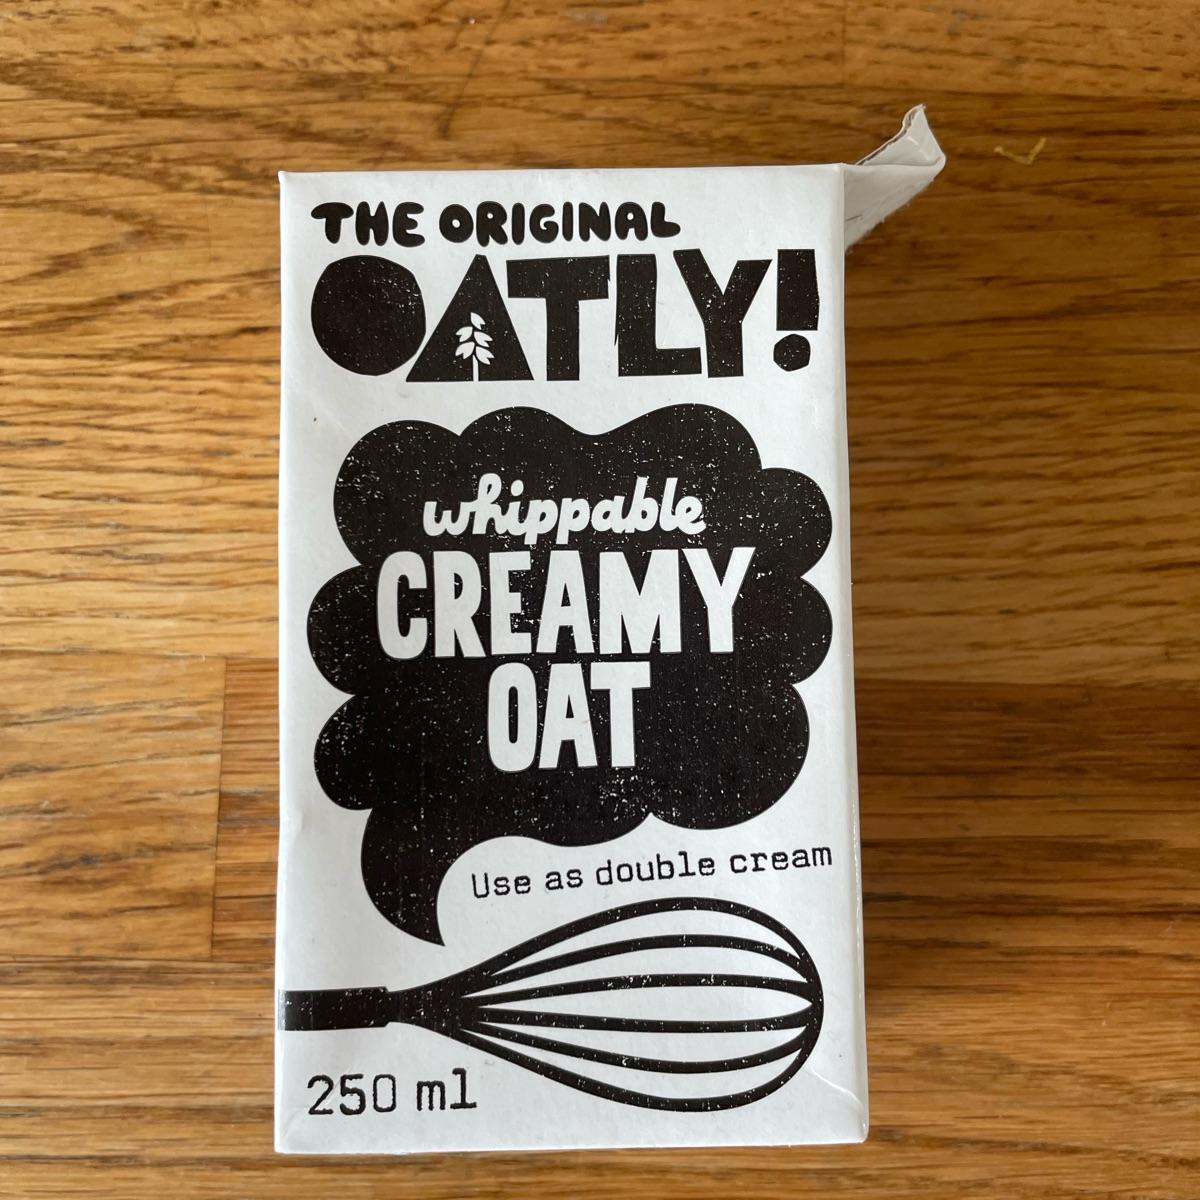 THE ORIGINAL
OATLY!
whippable
CREAMY
OAT
Use as double cream
250 ml